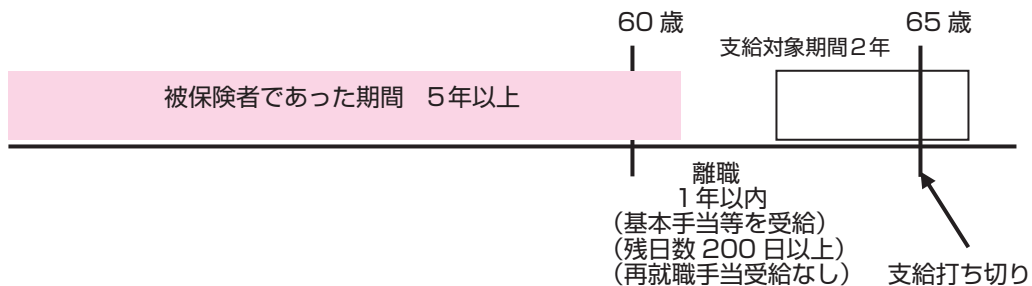 60 歳
65 歳
支給対象期間２年
被保険者であった期間　５年以上
離職
１年以内
（基本手当等を受給）
（残日数 200 日以上）
（再就職手当受給なし）
支給打ち切り